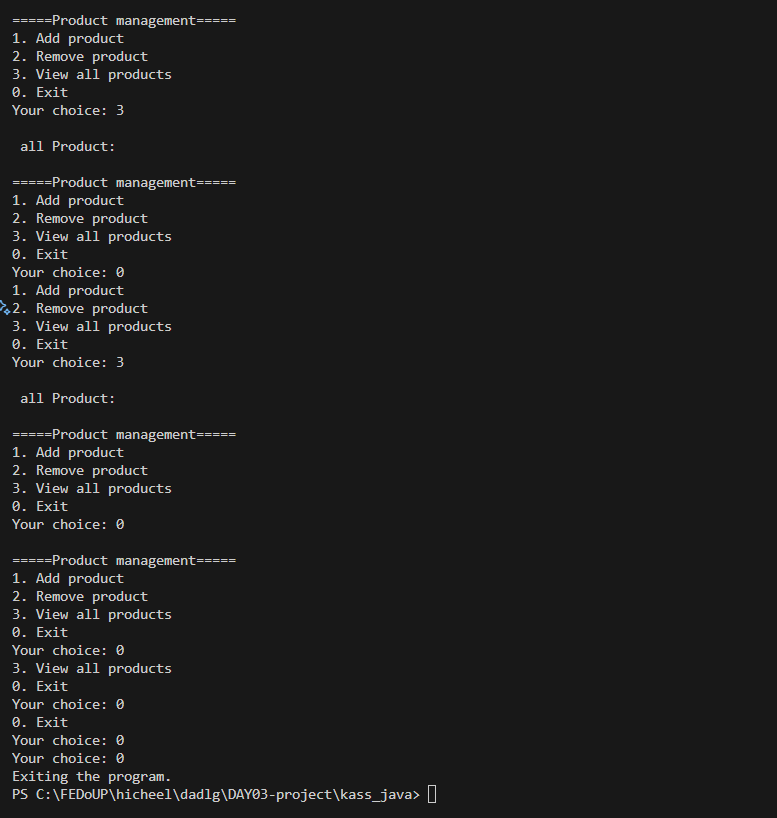 =====Product management=====
1. Add product
2. Remove product
3. View all products
0. Exit
Your choice: 3
all Product:
=====Product management=====
1. Add product
2. Remove product
3. View all products
0. Exit
Your choice: 0
1. Add product
2. Remove product
3. View all products
0. Exit
Your choice: 3
all Product:
=====Product management=====
1. Add product
2. Remove product
3. View all products
0. Exit
Your choice: 0
=====Product management=====
1. Add product
2. Remove product
3. View all products
0. Exit
Your choice: 0
3. View all products
0. Exit
Your choice: 0
0. Exit
Your choice: 0
Your choice: 0
Exiting the program.
PS C:\FEDoUP\hicheel\dadlg\DAY03-project\kass_java>